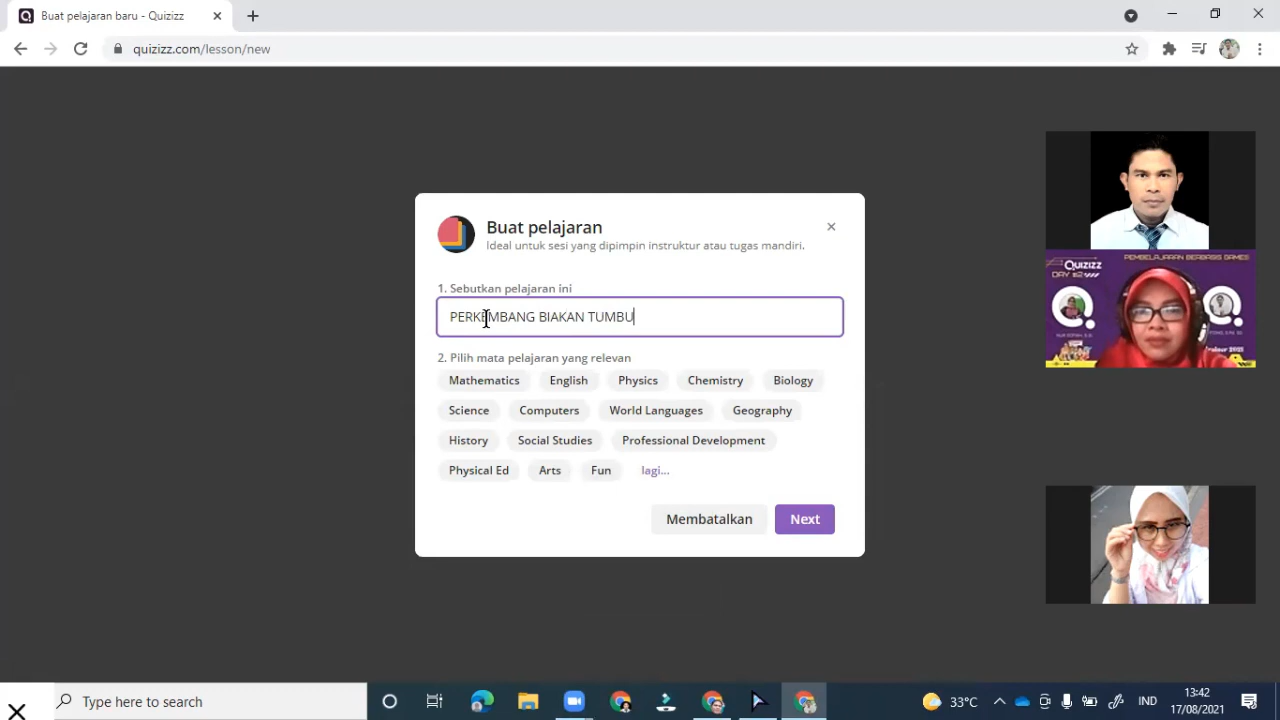 Buat pelajaran baru - Quizizz
quizizz.com/lesson/new
Buat pelajaran
Ideal untuk sesi yang dipimpin instruktur atau tugas mandiri.
1. Sebutkan pelajaran ini
PERKEMBANG BIAKAN TUMBU
2. Pilih mata pelajaran yang relevan
Mathematics English Physics Chemistry Biology
Science Computers World Languages Geography
History Social Studies Professional Development
Physical Ed Arts Fun lagi...
Membatalkan Next
PEMBELAJARAN BERBASIS GAMES
QUIZIZZ
DAY #2
Type here to search
33°C
IND
13:42
17/08/2021